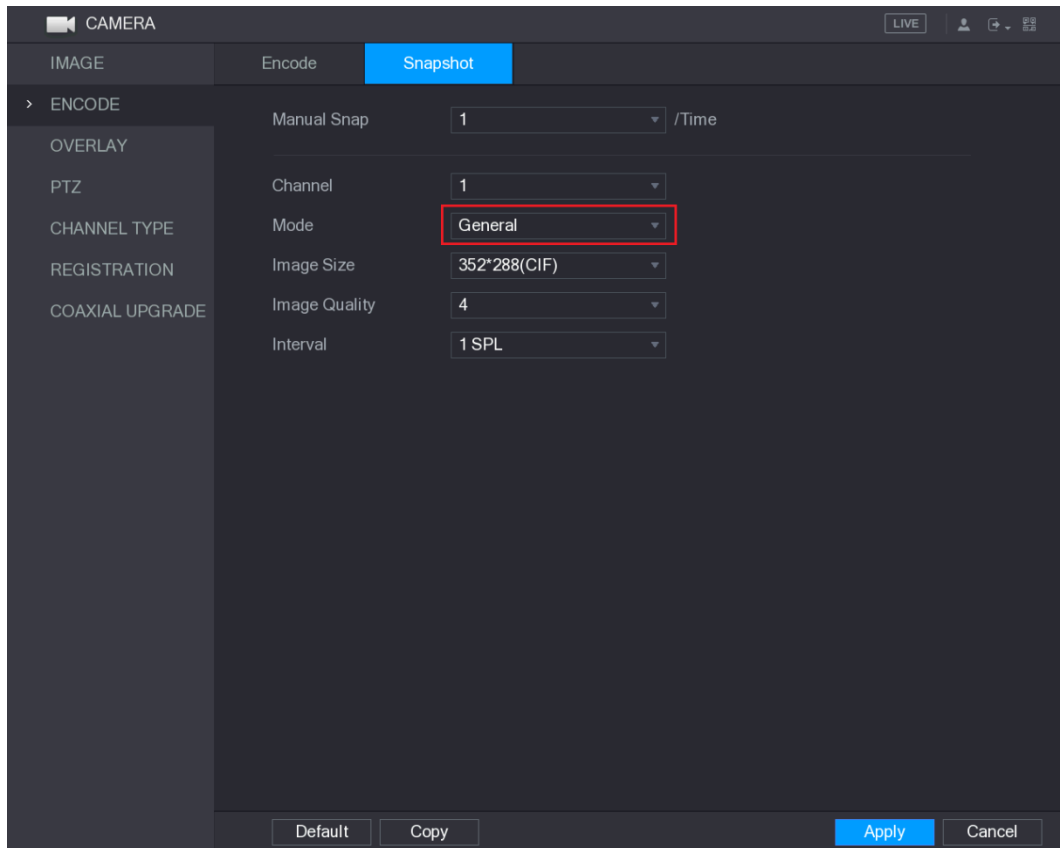 CAMERA LIVE
IMAGE
ENCODE
OVERLAY
PTZ
CHANNEL TYPE
REGISTRATION
COAXIAL UPGRADE
Encode Snapshot
Manual Snap 1 /Time
Channel 1
Mode General
Image Size 352*288(CIF)
Image Quality 4
Interval 1 SPL
Default Copy Apply Cancel